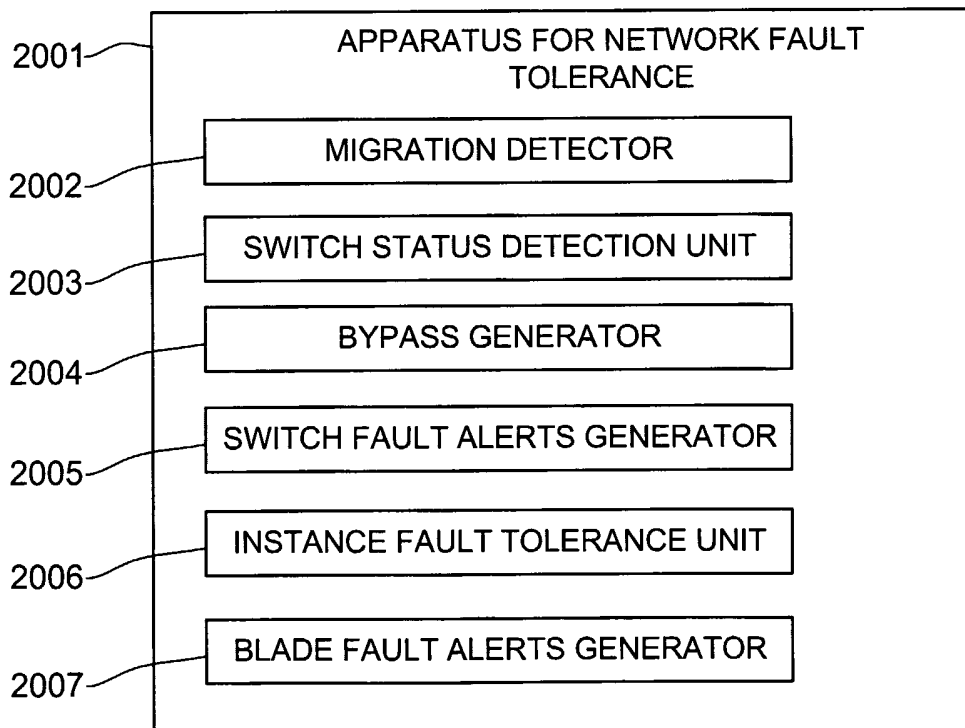 2001
APPARATUS FOR NETWORK FAULT
TOLERANCE
MIGRATION DETECTOR
2002
SWITCH STATUS DETECTION UNIT
2003
BYPASS GENERATOR
2004
SWITCH FAULT ALERTS GENERATOR
2005
INSTANCE FAULT TOLERANCE UNIT
2006
BLADE FAULT ALERTS GENERATOR
2007